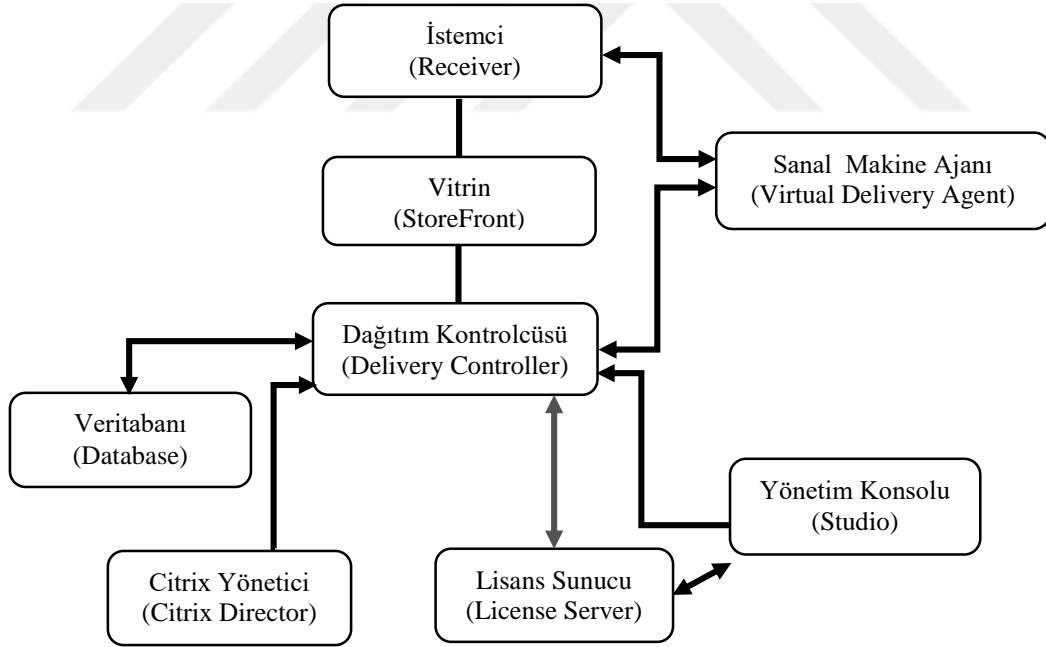 İstemci
(Receiver)
Vitrin
(StoreFront)
Sanal Makine Ajanı
(Virtual Delivery Agent)
Dağıtım Kontrolcüsü
(Delivery Controller)
Veritabanı
(Database)
Yönetim Konsolu
(Studio)
Citrix Yönetici
(Citrix Director)
Lisans Sunucu
(License Server)